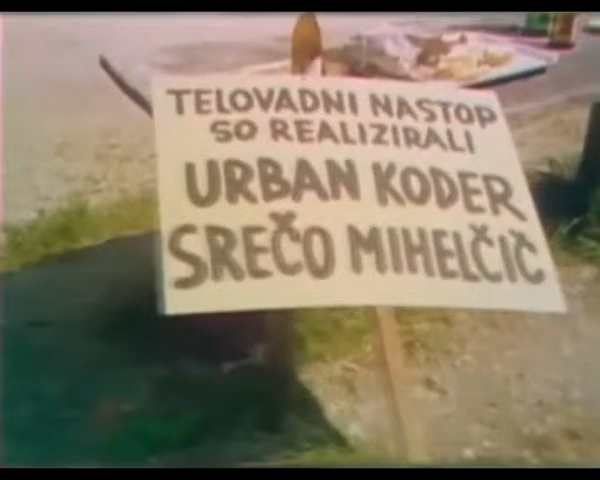 TELOVADNI NASTOP
SO REALIZIRALI
URBAN KODER
SREČO MIHELČIČ